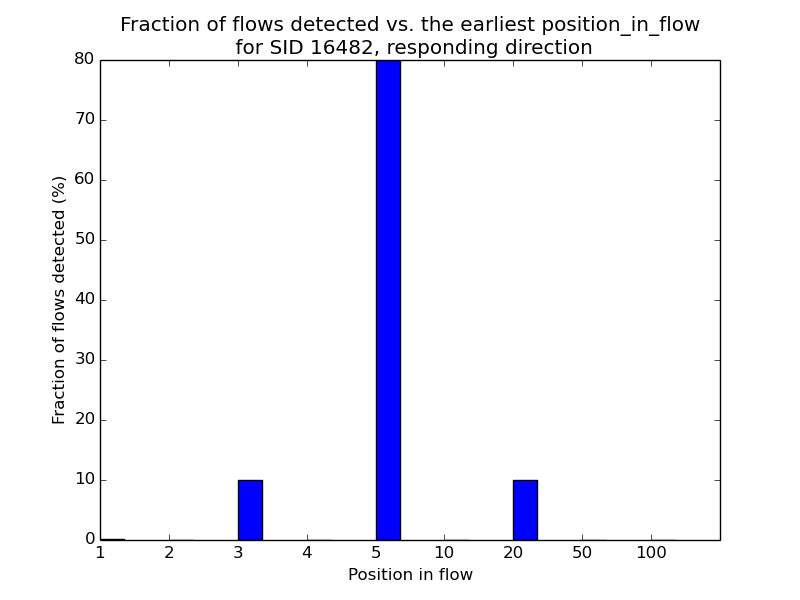 Fraction of flows detected vs. the earliest position_in_flow
for SID 16482, responding direction
80
70
60
50
40
30
20
10
0
Fraction of flows detected (%)
1 2 3 4 5 10 20 50 100
Position in flow